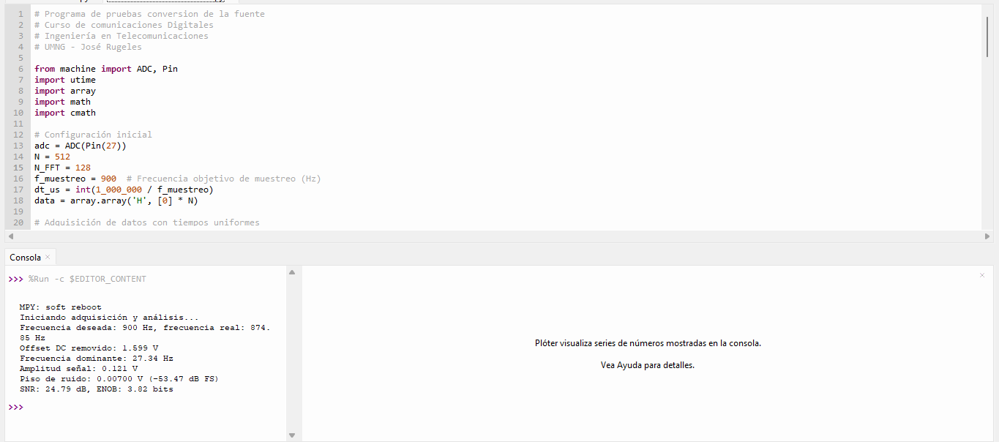 1 # Programa de pruebas conversion de la fuente
2 # Curso de comunicaciones Digitales
3 # Ingeniería en Telecomunicaciones
4 # UMNG - José Rugeles
5
6 from machine import ADC, Pin
7 import utime
8 import array
9 import math
10 import cmath
11
12 # Configuración inicial
13 adc = ADC(Pin(27))
14 N = 512
15 N_FFT = 128
16 f_muestreo = 900  # Frecuencia objetivo de muestreo (Hz)
17 dt_us = int(1_000_000 / f_muestreo)
18 data = array.array('H', [0] * N)
19
20 # Adquisición de datos con tiempos uniformes
Consola ×
>>> %Run -c $EDITOR_CONTENT
MPY: soft reboot
Iniciando adquisición y análisis...
Frecuencia deseada: 900 Hz, frecuencia real: 874.
85 Hz
Offset DC removido: 1.599 V
Frecuencia dominante: 27.34 Hz
Amplitud señal: 0.121 V
Piso de ruido: 0.00700 V (-53.47 dB FS)
SNR: 24.79 dB, ENOB: 3.82 bits
>>>
Plóter visualiza series de números mostradas en la consola.
Vea Ayuda para detalles.